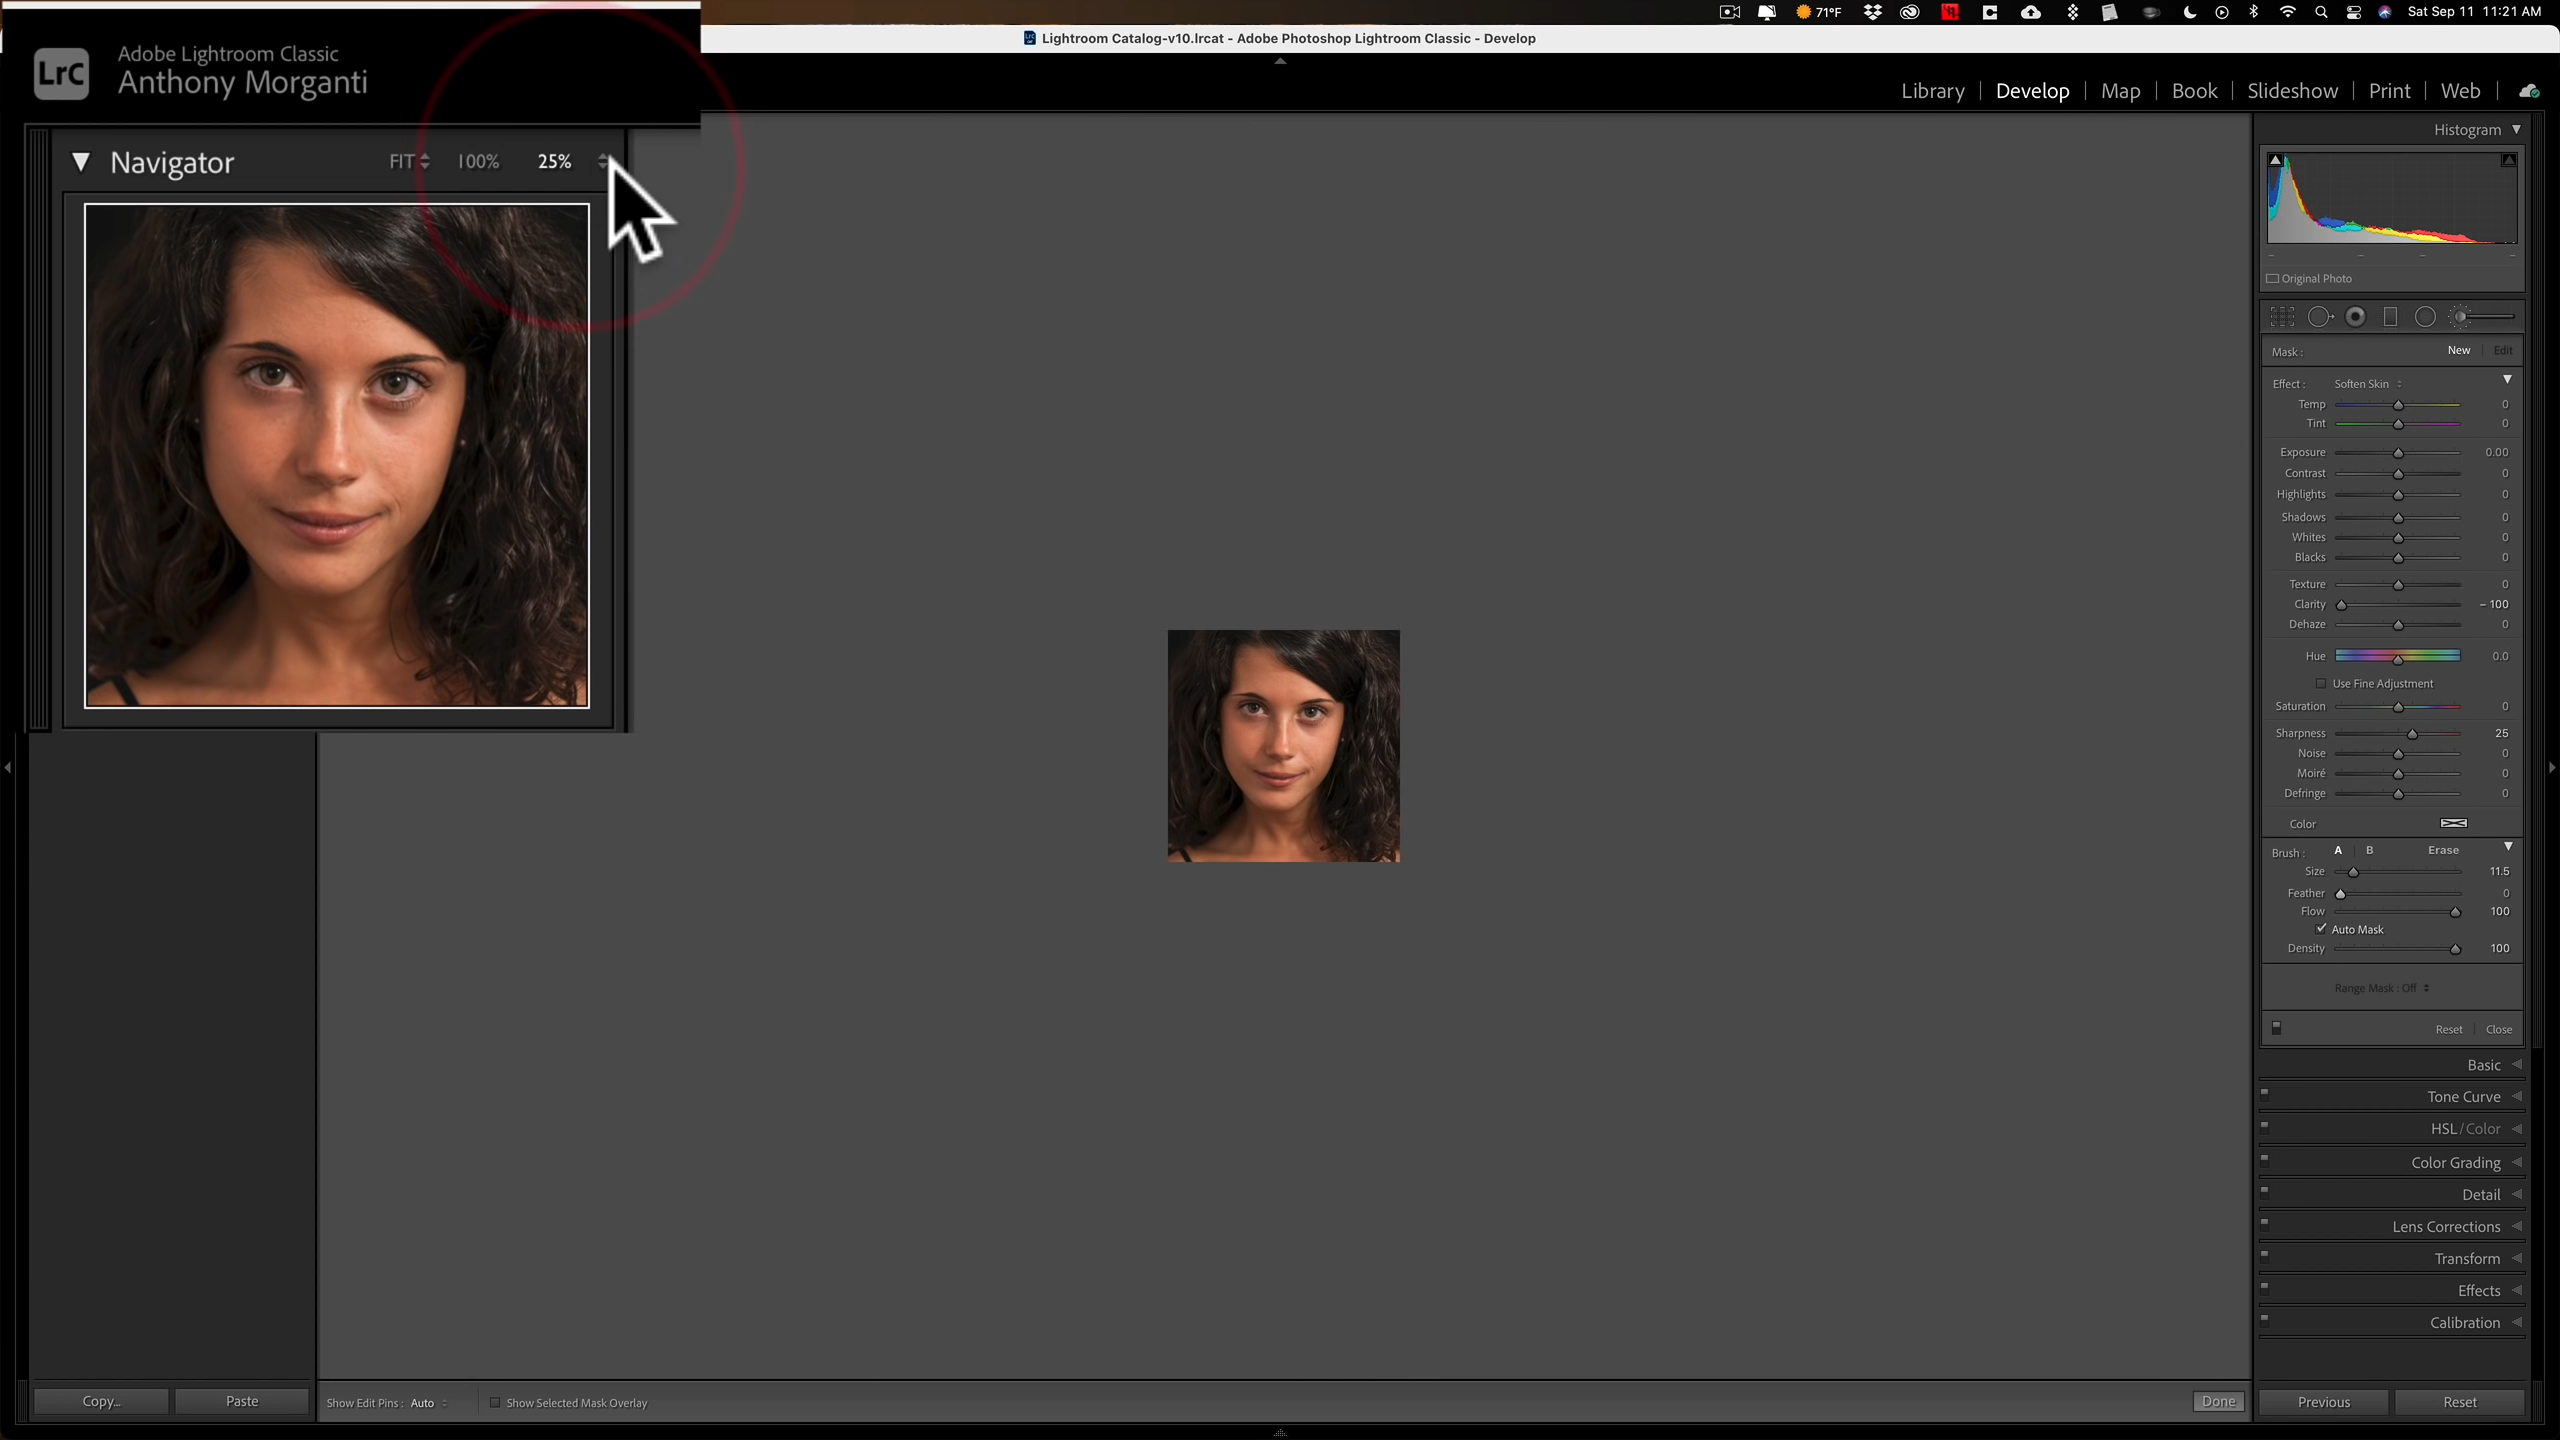 71°F
Sat Sep 11 11:21 AM
Lightroom Catalog-v10.lrcat - Adobe Photoshop Lightroom Classic - Develop
LrC
Adobe Lightroom Classic
Anthony Morganti
Library | Develop | Map | Book | Slideshow | Print | Web
Navigator
FIT 100% 25%
Histogram
Original Photo
Mask : New Edit
Effect : Soften Skin
Temp 0
Tint 0
Exposure 0.00
Contrast 0
Highlights 0
Shadows 0
Whites 0
Blacks 0
Texture 0
Clarity – 100
Dehaze 0
Hue 0.0
Use Fine Adjustment
Saturation 0
Sharpness 25
Noise 0
Moiré 0
Defringe 0
Color
Brush : A B Erase
Size 11.5
Feather 0
Flow 100
Auto Mask
Density 100
Range Mask : Off
Reset Close
Basic
Tone Curve
HSL / Color
Color Grading
Detail
Lens Corrections
Transform
Effects
Calibration
Copy... Paste
Show Edit Pins : Auto
Show Selected Mask Overlay
Done
Previous Reset